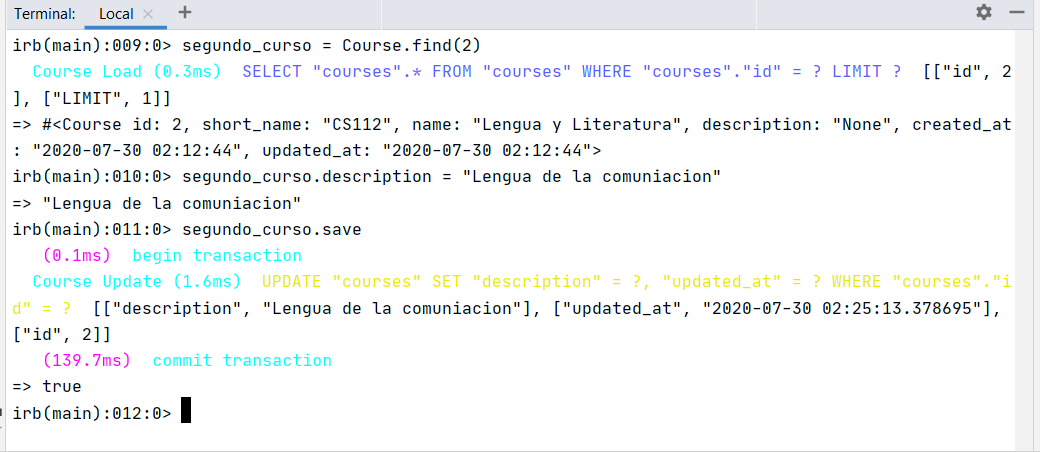 Terminal: Local × +
irb(main):009:0> segundo_curso = Course.find(2)
  Course Load (0.3ms)  SELECT "courses".* FROM "courses" WHERE "courses"."id" = ? LIMIT ?  [["id", 2
], ["LIMIT", 1]]
=> #<Course id: 2, short_name: "CS112", name: "Lengua y Literatura", description: "None", created_at
: "2020-07-30 02:12:44", updated_at: "2020-07-30 02:12:44">
irb(main):010:0> segundo_curso.description = "Lengua de la comuniacion"
=> "Lengua de la comuniacion"
irb(main):011:0> segundo_curso.save
   (0.1ms)  begin transaction
  Course Update (1.6ms)  UPDATE "courses" SET "description" = ?, "updated_at" = ? WHERE "courses"."i
d" = ?  [["description", "Lengua de la comuniacion"], ["updated_at", "2020-07-30 02:25:13.378695"],
["id", 2]]
   (139.7ms)  commit transaction
=> true
irb(main):012:0>